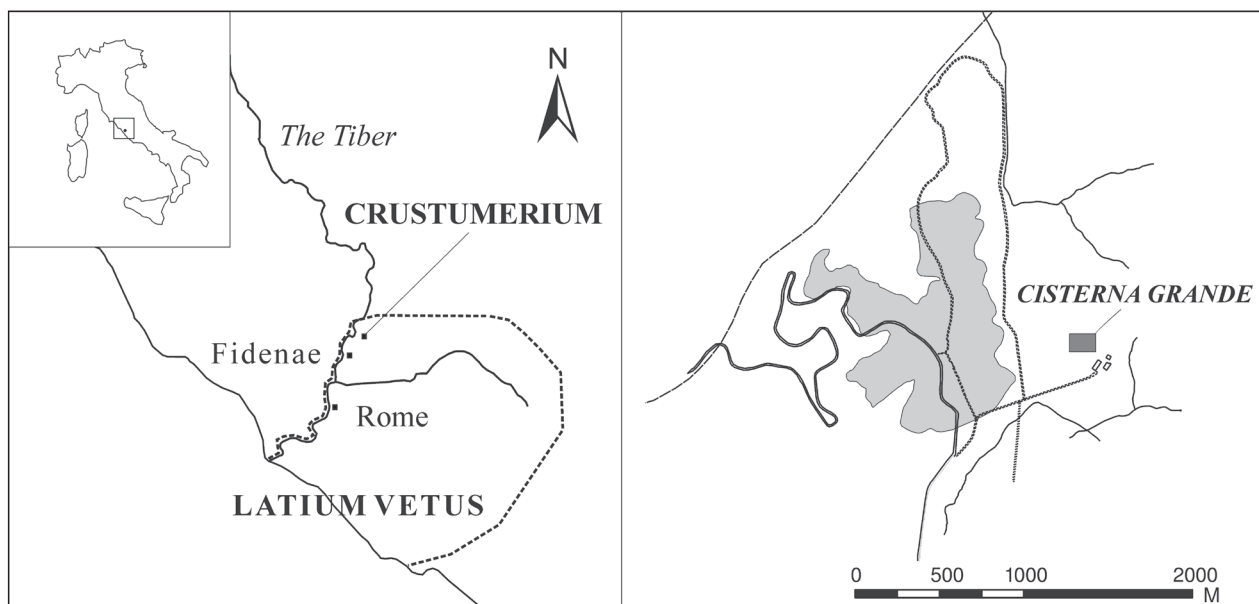 N
The Tiber
CRUSTUMERIUM
Fidenae
Rome
LATIUM VETUS
CISTERNA GRANDE
0 500 1000 2000
M